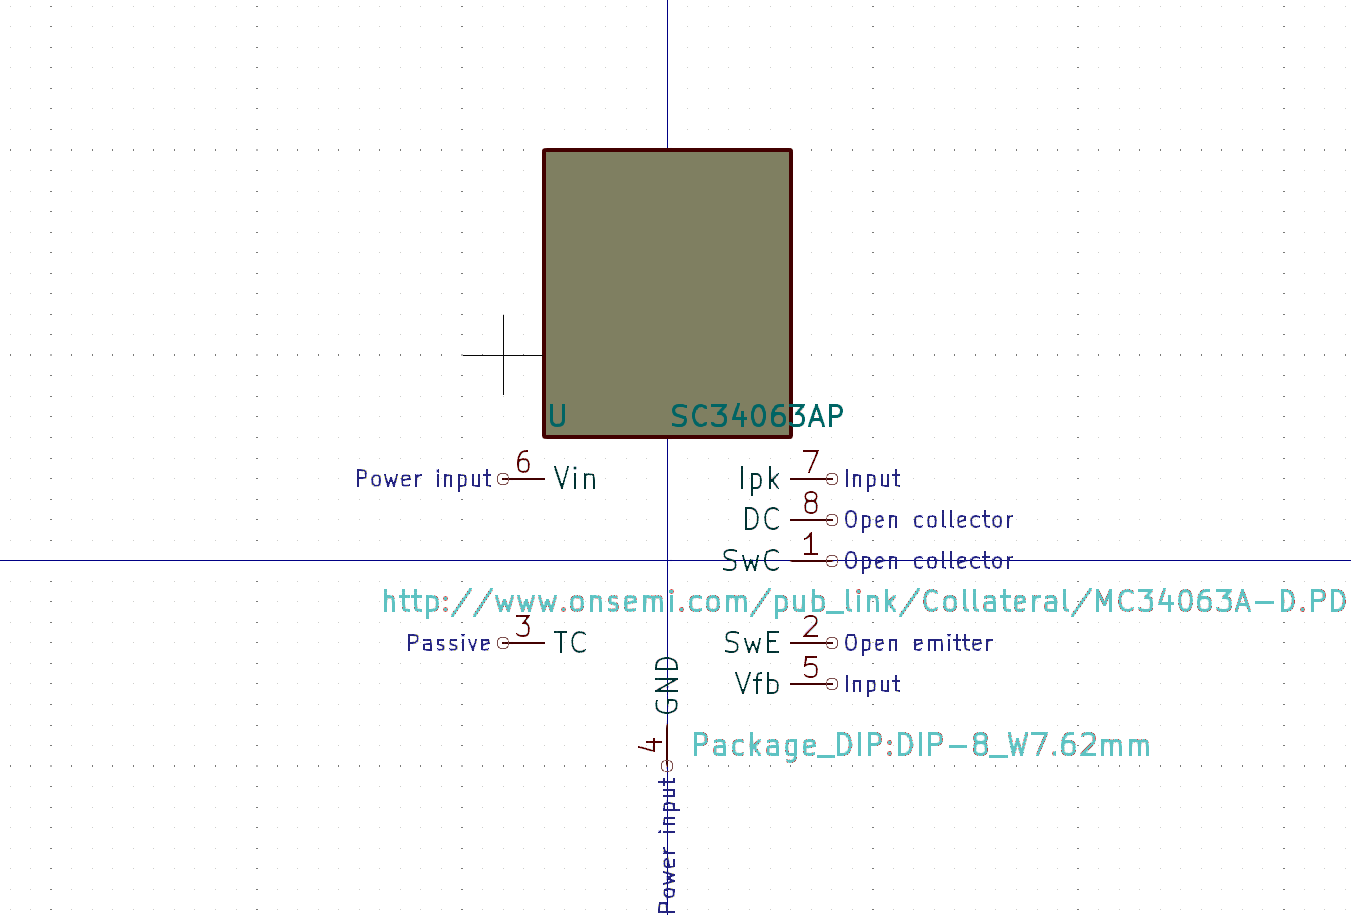 U SC34063AP
Power input 6 Vin Ipk 7 Input
DC 8 Open collector
SwC 1 Open collector
http://www.onsemi.com/pub_link/Collateral/MC34063A-D.PD
Passive 3 TC SwE 2 Open emitter
Vfb 5 Input
GND
4
Power input
Package_DIP:DIP-8_W7.62mm